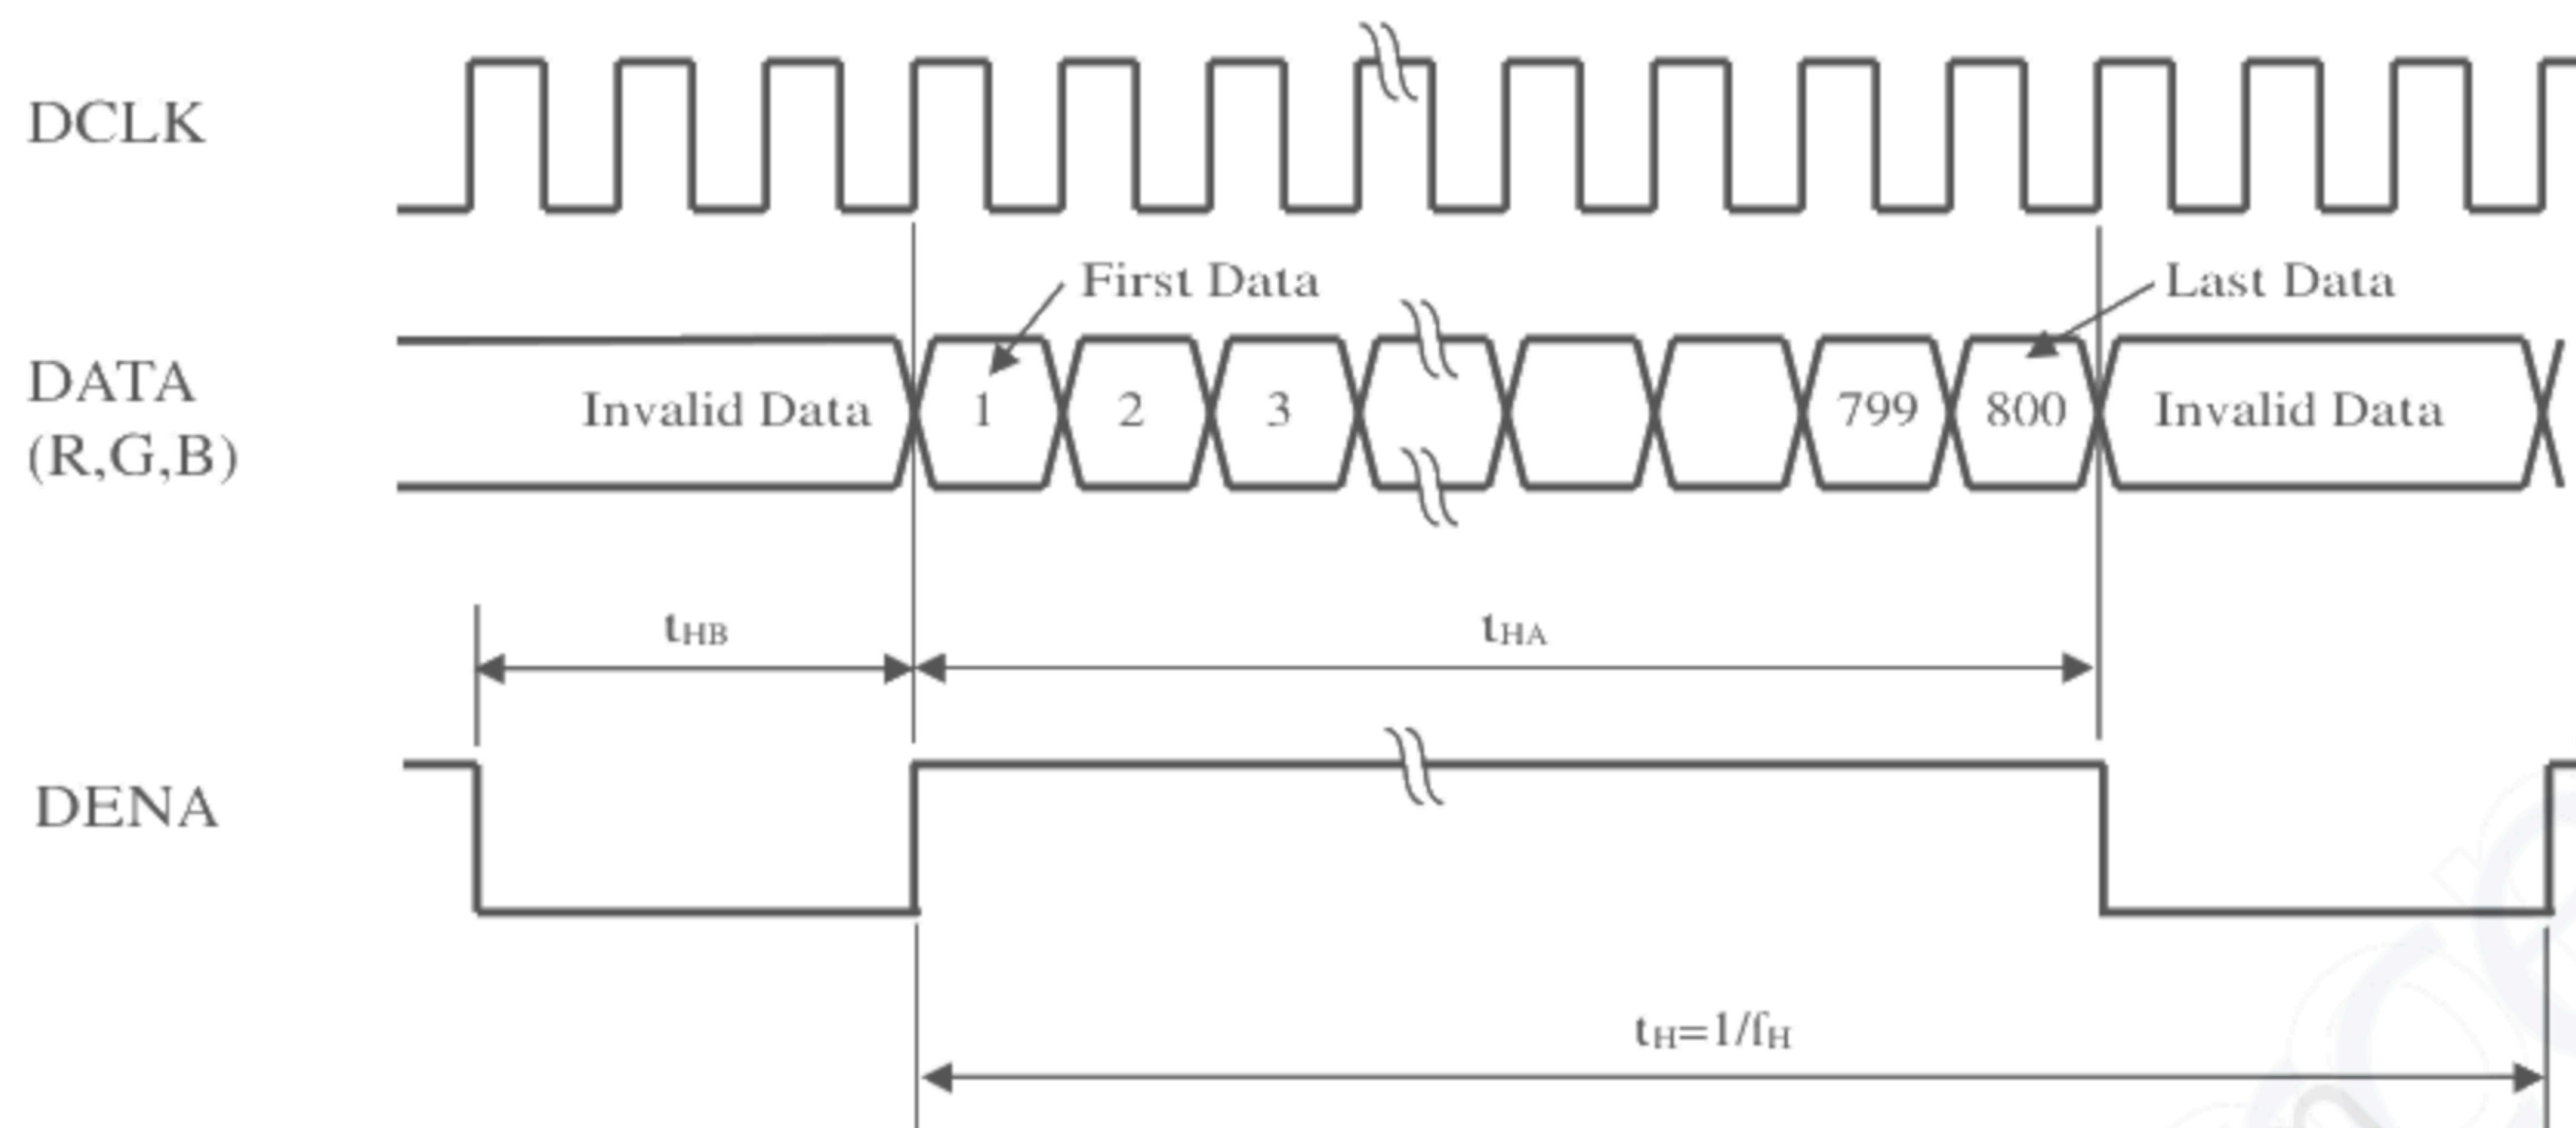 DCLK
First Data
Last Data
DATA
(R,G,B)
Invalid Data
1
2
3
799
800
Invalid Data
tHB
tHA
DENA
tH=1/fH